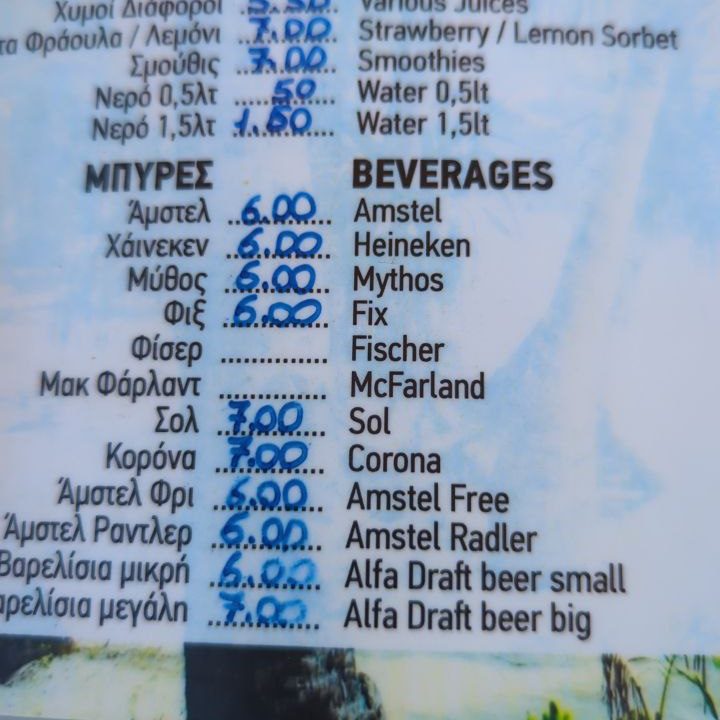 Χυμοί Διάφοροι 5.50 Various Juices
Φράουλα / Λεμόνι 7.00 Strawberry / Lemon Sorbet
Σμούθις 7.00 Smoothies
Νερό 0,5λτ 50 Water 0,5lt
Νερό 1,5λτ 1.50 Water 1,5lt
ΜΠΥΡΕΣ BEVERAGES
Άμστελ 6.00 Amstel
Χάινεκεν 6.00 Heineken
Μύθος 6.00 Mythos
Φιξ 6.00 Fix
Φίσερ .............. Fischer
Μακ Φάρλαντ .............. McFarland
Σολ 7.00 Sol
Κορόνα 7.00 Corona
Άμστελ Φρι 6.00 Amstel Free
Άμστελ Ραντλερ 6.00 Amstel Radler
Βαρελίσια μικρή 6.00 Alfa Draft beer small
μεγάλη 7.00 Alfa Draft beer big